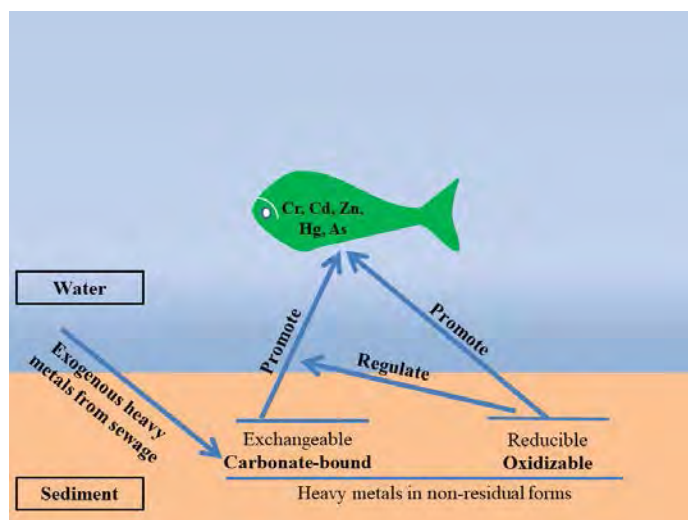 Cr, Cd, Zn,
Hg, As
Water
Promote
Promote
Regulate
Exogenous heavy
metals from sewage
Exchangeable
Carbonate-bound
Reducible
Oxidizable
Sediment
Heavy metals in non-residual forms